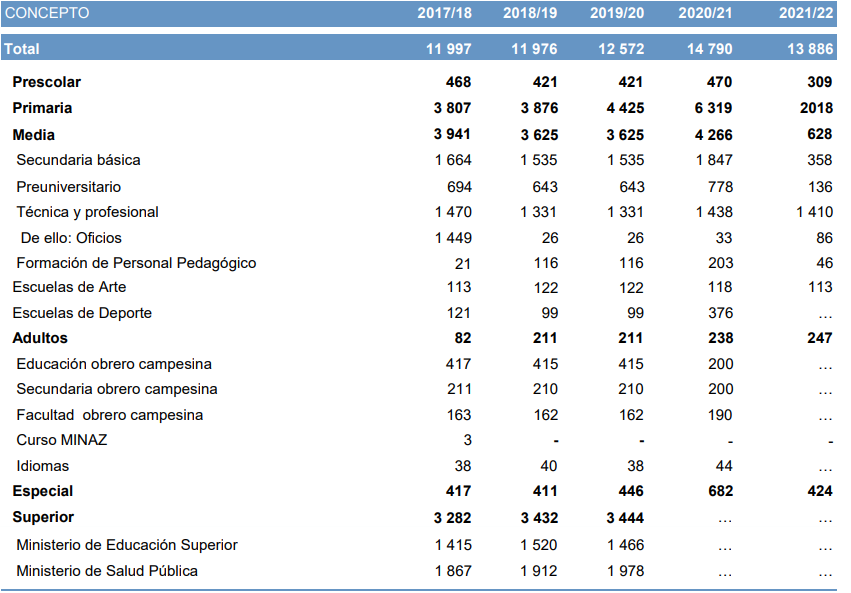 CONCEPTO 2017/18 2018/19 2019/20 2020/21 2021/22
Total 11 997 11 976 12 572 14 790 13 886
Prescolar 468 421 421 470 309
Primaria 3 807 3 876 4 425 6 319 2018
Media 3 941 3 625 3 625 4 266 628
Secundaria básica 1 664 1 535 1 535 1 847 358
Preuniversitario 694 643 643 778 136
Técnica y profesional 1 470 1 331 1 331 1 438 1 410
De ello: Oficios 1 449 26 26 33 86
Formación de Personal Pedagógico 21 116 116 203 46
Escuelas de Arte 113 122 122 118 113
Escuelas de Deporte 121 99 99 376 …
Adultos 82 211 211 238 247
Educación obrero campesina 417 415 415 200 …
Secundaria obrero campesina 211 210 210 200 …
Facultad obrero campesina 163 162 162 190 …
Curso MINAZ 3 - - - -
Idiomas 38 40 38 44 …
Especial 417 411 446 682 424
Superior 3 282 3 432 3 444 … …
Ministerio de Educación Superior 1 415 1 520 1 466 … …
Ministerio de Salud Pública 1 867 1 912 1 978 … …